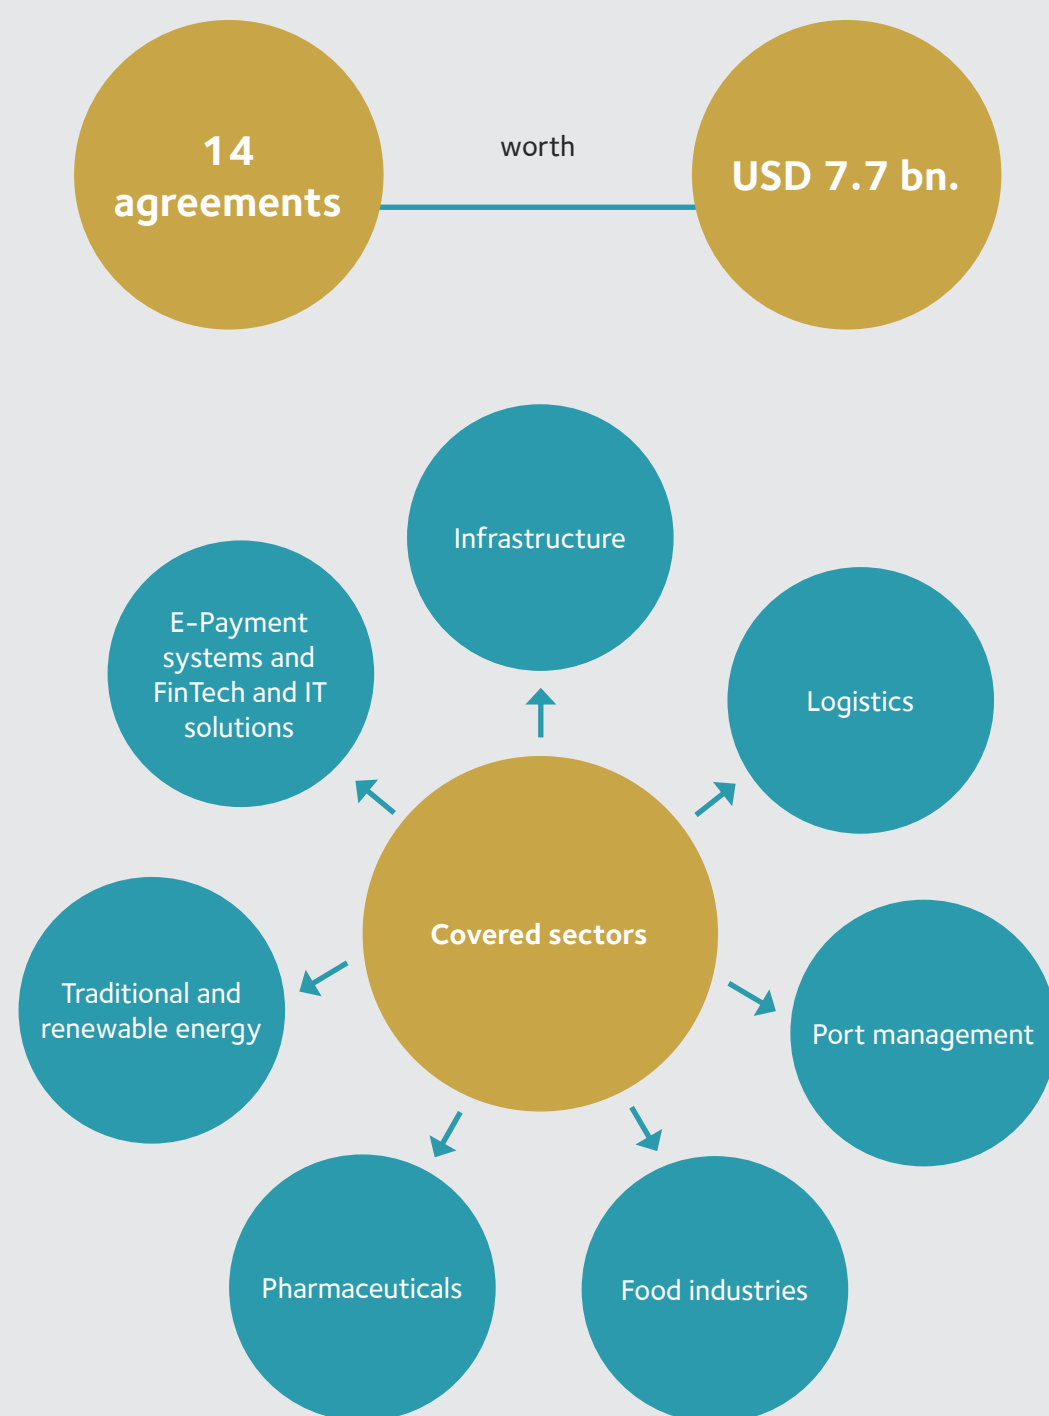 14
agreements
worth
USD 7.7 bn.
Infrastructure
E-Payment
systems and
FinTech and IT
solutions
Logistics
Covered sectors
Traditional and
renewable energy
Port management
Pharmaceuticals
Food industries